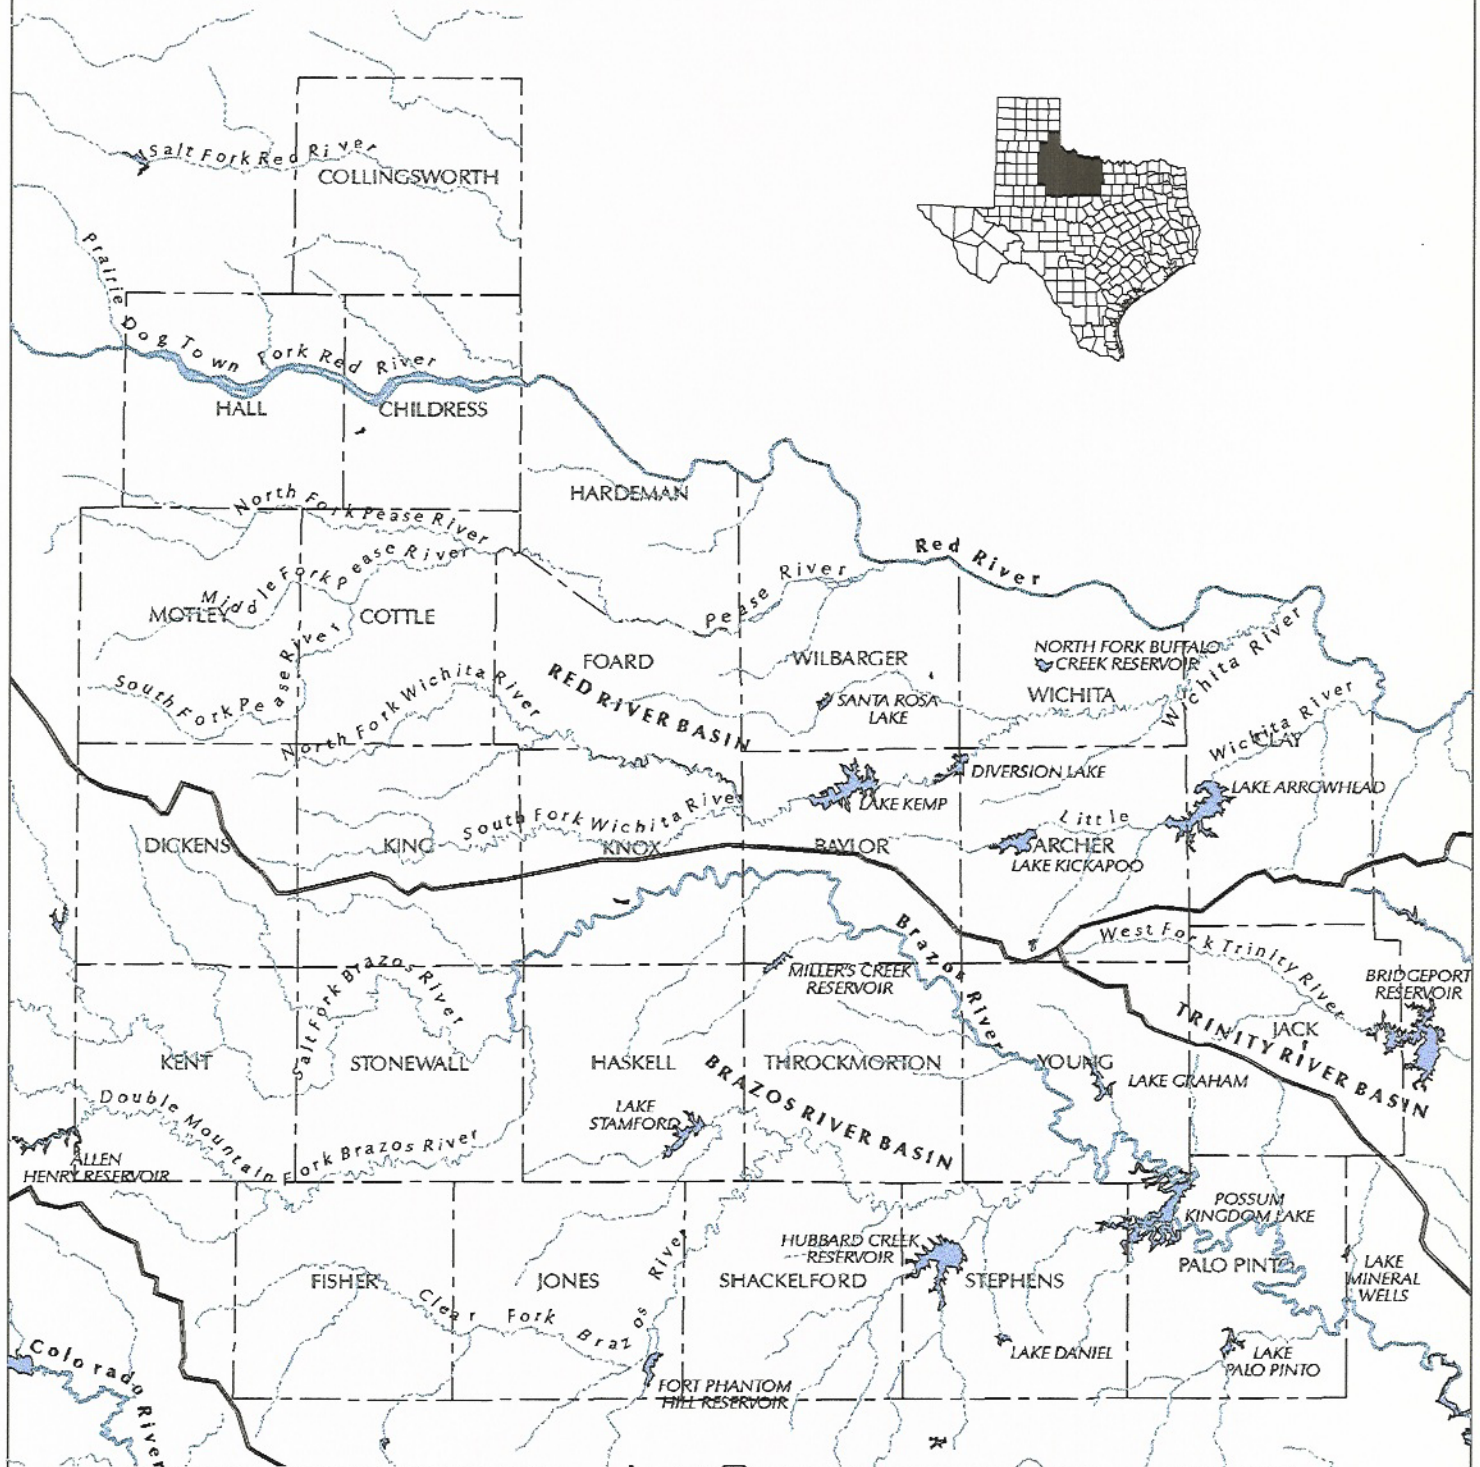 Salt Fork Red River
COLLINGSWORTH
Prairie Dog Town Fork Red River
HALL
CHILDRESS
HARDEMAN
North Fork Pease River
Middle Fork Pease River
Pease River
Red River
MOTLEY
COTTLE
South Fork Pease River
FOARD
WILBARGER
NORTH FORK BUFFALO
CREEK RESERVOIR
WICHITA
Wichita River
North Fork Wichita River
RED RIVER BASIN
SANTA ROSA
LAKE
Little Wichita River
CLAY
DIVERSION LAKE
LAKE KEMP
LAKE ARROWHEAD
South Fork Wichita River
DICKENS
KING
KNOX
BAYLOR
ARCHER
LAKE KICKAPOO
Brazos River
West Fork Trinity River
MILLER'S CREEK
RESERVOIR
BRIDGEPORT
RESERVOIR
Salt Fork Brazos River
TRINITY RIVER BASIN
JACK
KENT
STONEWALL
HASKELL
THROCKMORTON
YOUNG
LAKE GRAHAM
BRAZOS RIVER BASIN
Double Mountain Fork Brazos River
LAKE
STAMFORD
ALLEN
HENRY RESERVOIR
POSSUM
KINGDOM LAKE
HUBBARD CREEK
RESERVOIR
FISHER
JONES
SHACKELFORD
STEPHENS
PALO PINTO
LAKE
MINERAL
WELLS
Clear Fork Brazos River
LAKE DANIEL
LAKE
PALO PINTO
Colorado River
FORT PHANTOM
HILL RESERVOIR